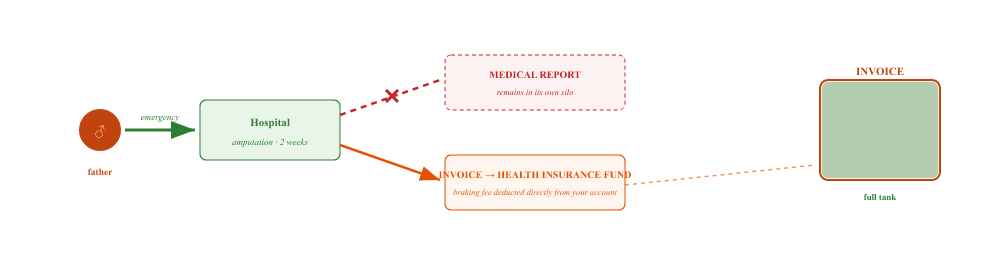 emergency
father
Hospital
amputation · 2 weeks
MEDICAL REPORT
remains in its own silo
INVOICE → HEALTH INSURANCE FUND
braking fee deducted directly from your account
INVOICE
full tank